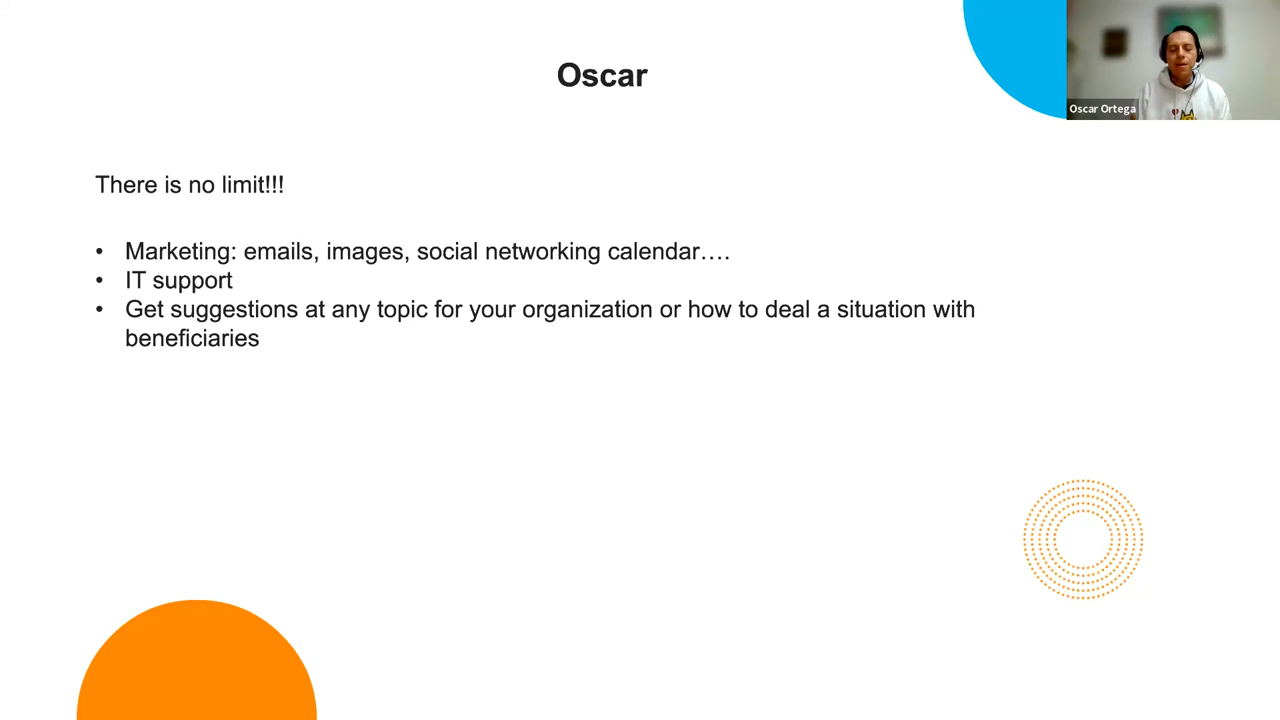 Oscar
Oscar Ortega
There is no limit!!!
• Marketing: emails, images, social networking calendar….
• IT support
• Get suggestions at any topic for your organization or how to deal a situation with
beneficiaries